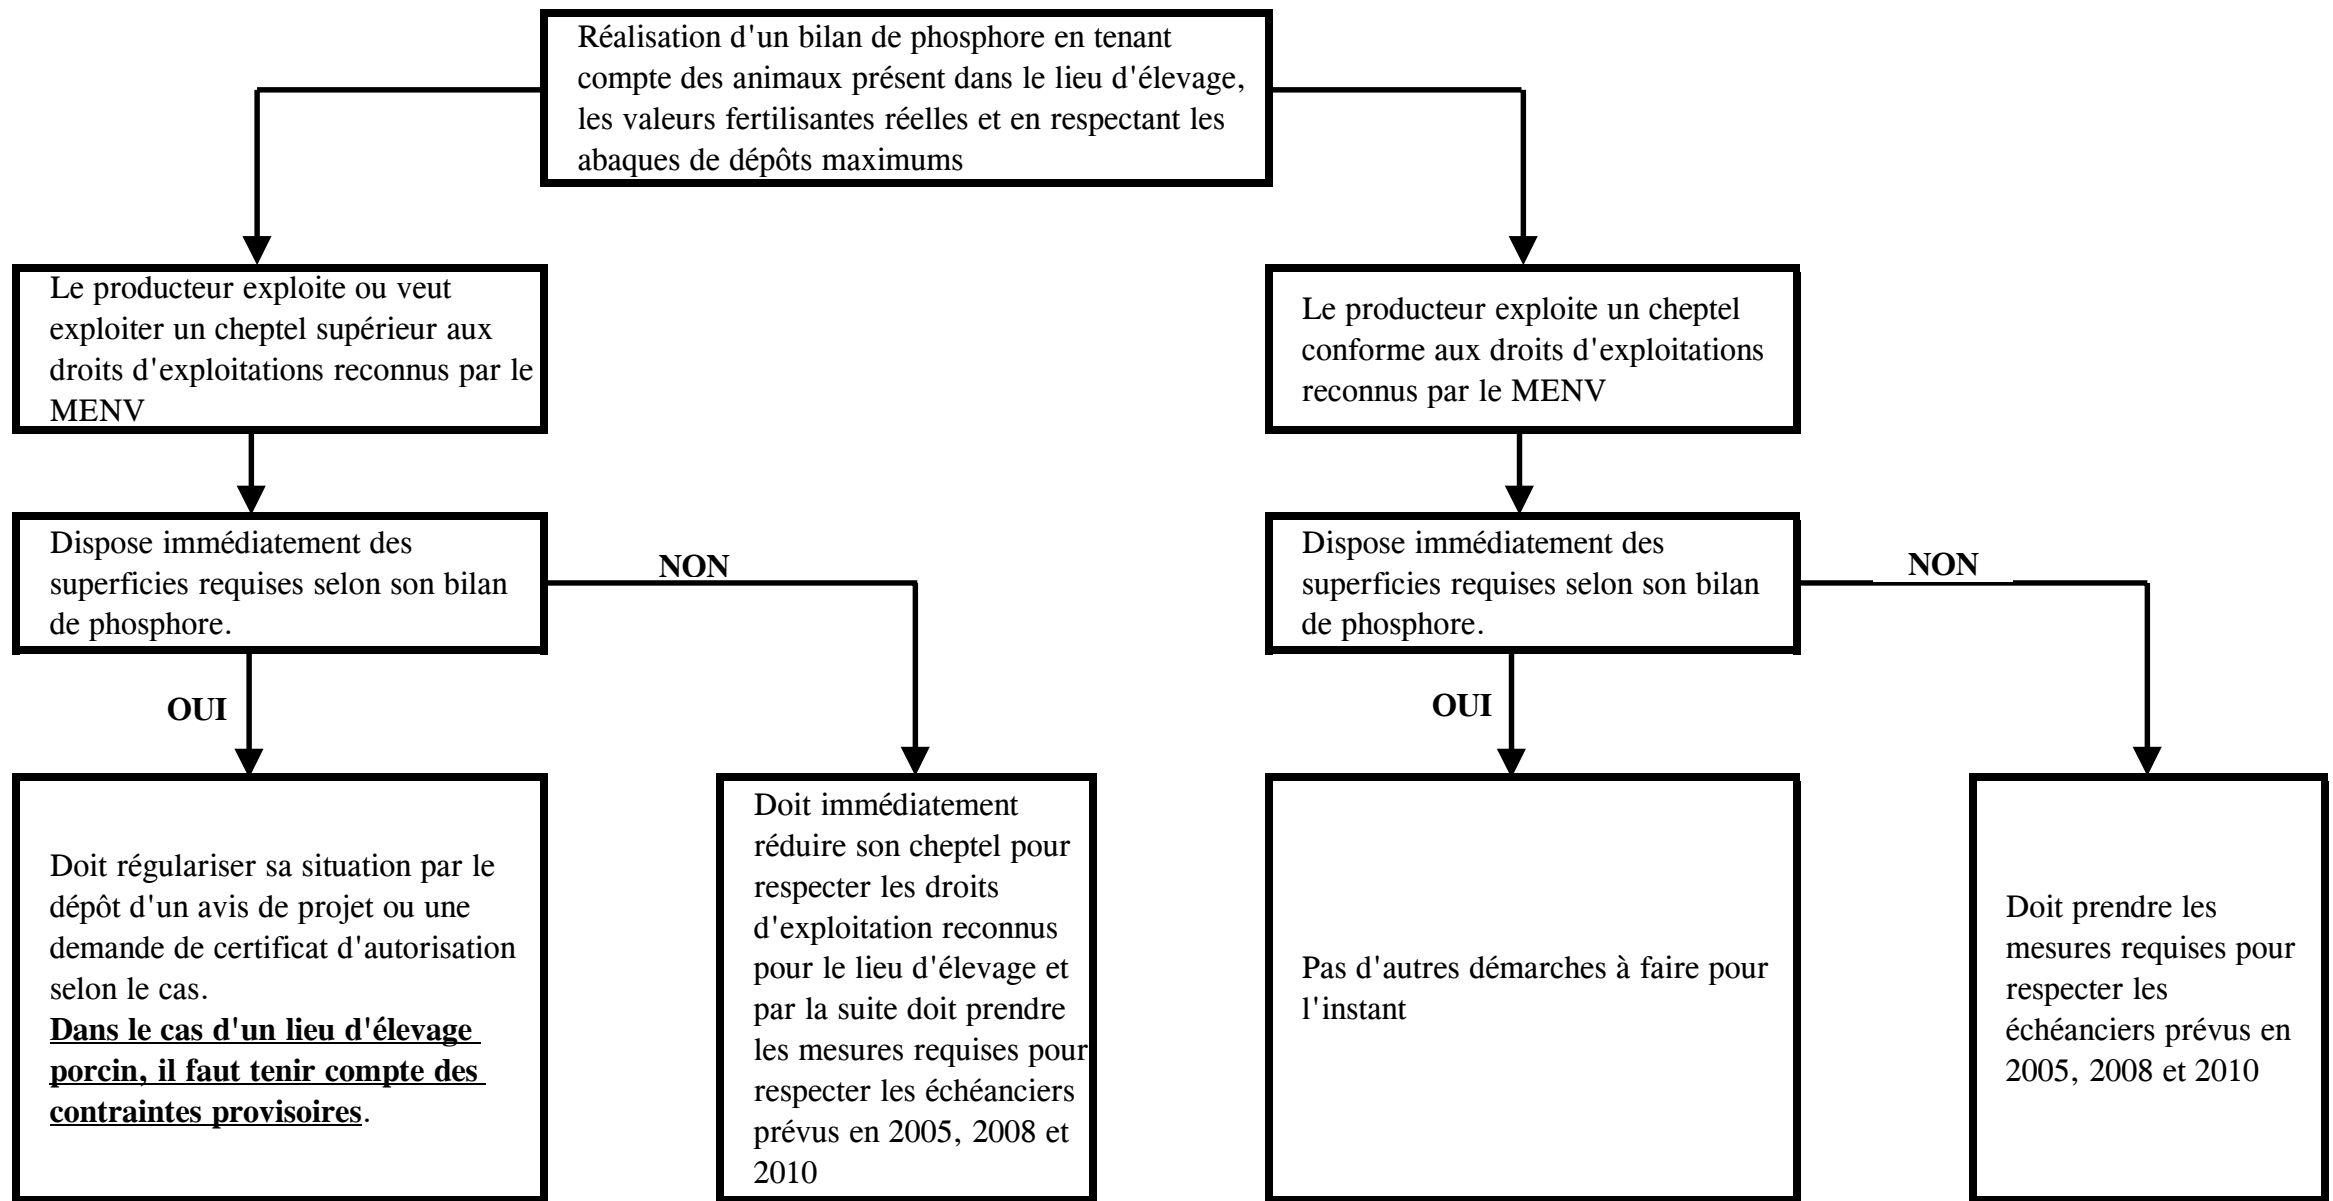 Réalisation d'un bilan de phosphore en tenant
compte des animaux présent dans le lieu d'élevage,
les valeurs fertilisantes réelles et en respectant les
abaques de dépôts maximums
Le producteur exploite ou veut
exploiter un cheptel supérieur aux
droits d'exploitations reconnus par le
MENV
Le producteur exploite un cheptel
conforme aux droits d'exploitations
reconnus par le MENV
Dispose immédiatement des
superficies requises selon son bilan
de phosphore.
NON
Dispose immédiatement des
superficies requises selon son bilan
de phosphore.
NON
OUI
OUI
Doit régulariser sa situation par le
dépôt d'un avis de projet ou une
demande de certificat d'autorisation
selon le cas.
Dans le cas d'un lieu d'élevage
porcin, il faut tenir compte des
contraintes provisoires.
Doit immédiatement
réduire son cheptel pour
respecter les droits
d'exploitation reconnus
pour le lieu d'élevage et
par la suite doit prendre
les mesures requises pour
respecter les échéanciers
prévus en 2005, 2008 et
2010
Pas d'autres démarches à faire pour
l'instant
Doit prendre les
mesures requises pour
respecter les
échéanciers prévus en
2005, 2008 et 2010